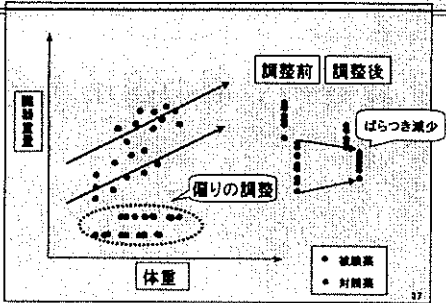 調整前 調整後
臓器重量
ばらつき減少
偏りの調整
体重
被験薬
対照薬
37